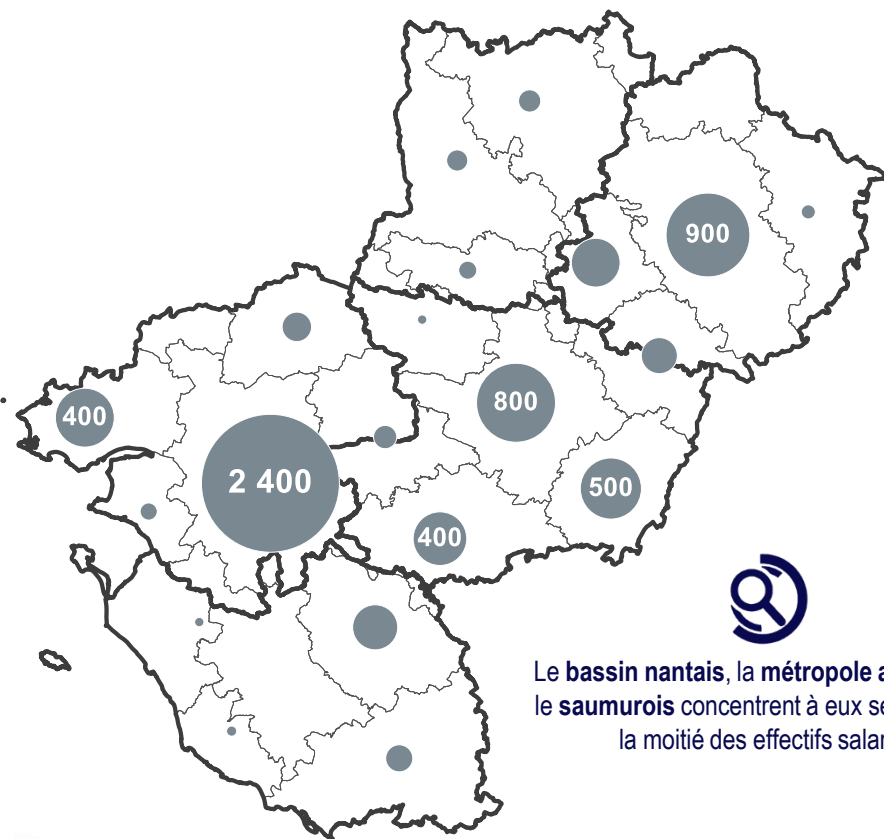 900
400
800
2 400
500
400
Le bassin nantais, la métropole
le saumurois concentrent à eux
la moitié des effectifs